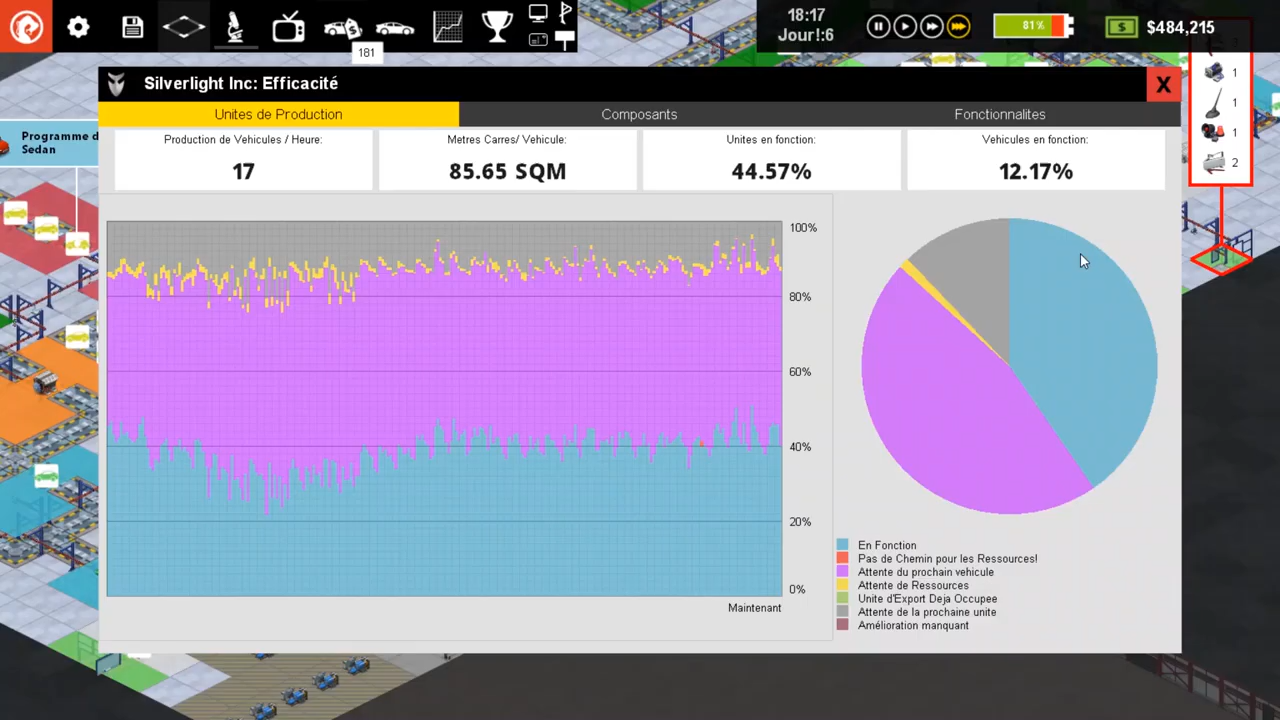 18:17
Jour!:6
81%
$484,215
181
Silverlight Inc: Efficacité
X
Unites de Production
Composants
Fonctionnalites
Production de Vehicules / Heure:
17
Metres Carres/ Vehicule:
85.65 SQM
Unites en fonction:
44.57%
Vehicules en fonction:
12.17%
Programme d
Sedan
1
1
1
2
100%
80%
60%
40%
20%
0%
Maintenant
En Fonction
Pas de Chemin pour les Ressources!
Attente du prochain vehicule
Attente de Ressources
Unite d'Export Deja Occupee
Attente de la prochaine unite
Amélioration manquant